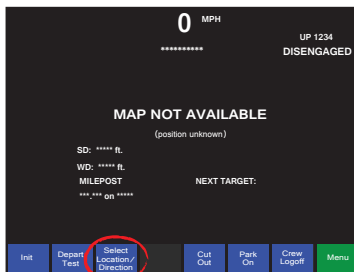 0 MPH
**********
UP 1234
DISENGAGED
MAP NOT AVAILABLE
(position unknown)
SD: ***** ft.
WD: ***** ft.
MILEPOST
NEXT TARGET:
***.*** on *****
Init
Depart
Test
Select
Location/
Direction
Cut
Out
Park
On
Crew
Logoff
Menu